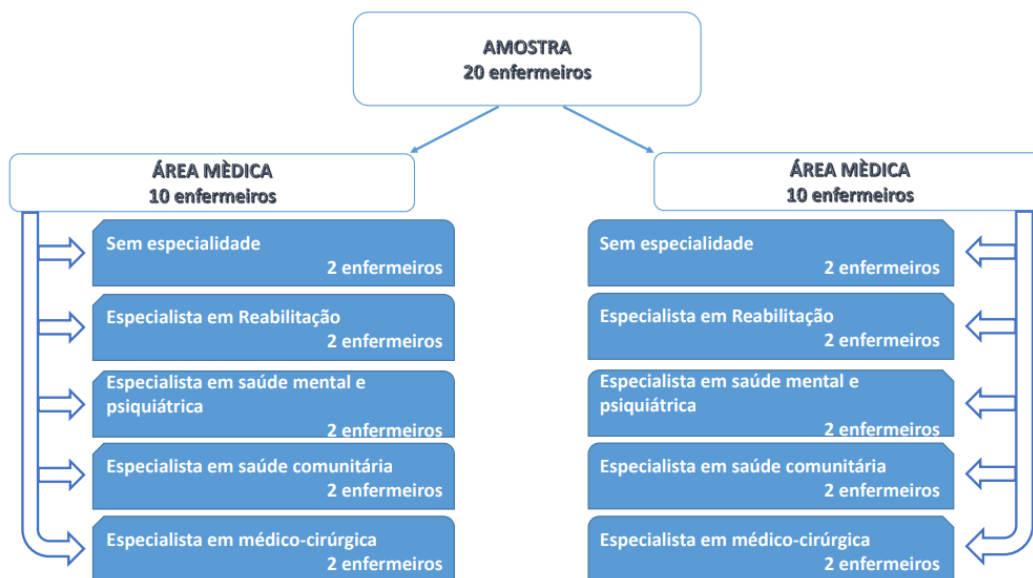 AMOSTRA
20 enfermeiros
ÁREA MÈDICA
10 enfermeiros
Sem especialidade
2 enfermeiros
Especialista em Reabilitação
2 enfermeiros
Especialista em saúde mental e
psiquiátrica
2 enfermeiros
Especialista em saúde comunitária
2 enfermeiros
Especialista em médico-cirúrgica
2 enfermeiros
ÁREA MÈDICA
10 enfermeiros
Sem especialidade
2 enfermeiros
Especialista em Reabilitação
2 enfermeiros
Especialista em saúde mental e
psiquiátrica
2 enfermeiros
Especialista em saúde comunitária
2 enfermeiros
Especialista em médico-cirúrgica
2 enfermeiros